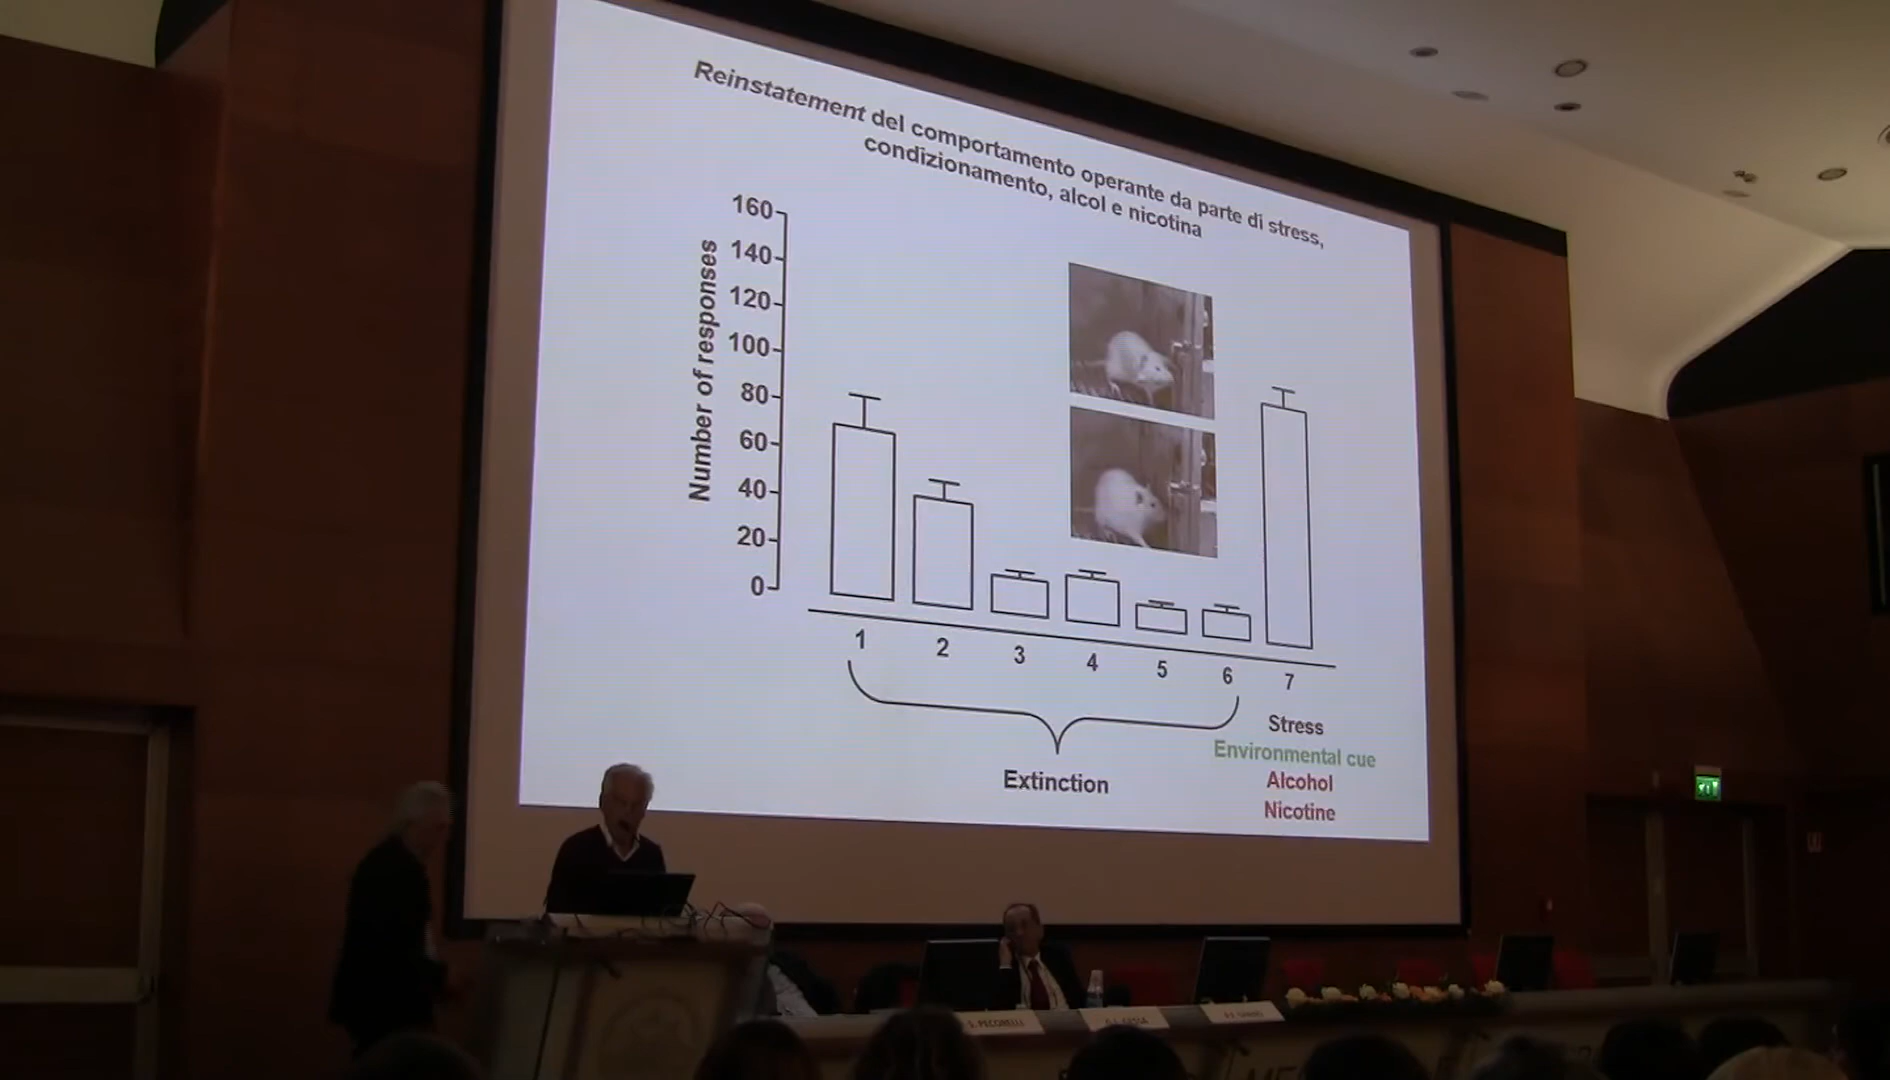 Reinstatement del comportamento operante da parte di stress,
condizionamento, alcol e nicotina
Number of responses
160
140
120
100
80
60
40
20
0
1 2 3 4 5 6 7
Extinction
Stress
Environmental cue
Alcohol
Nicotine
S. PECORELLI